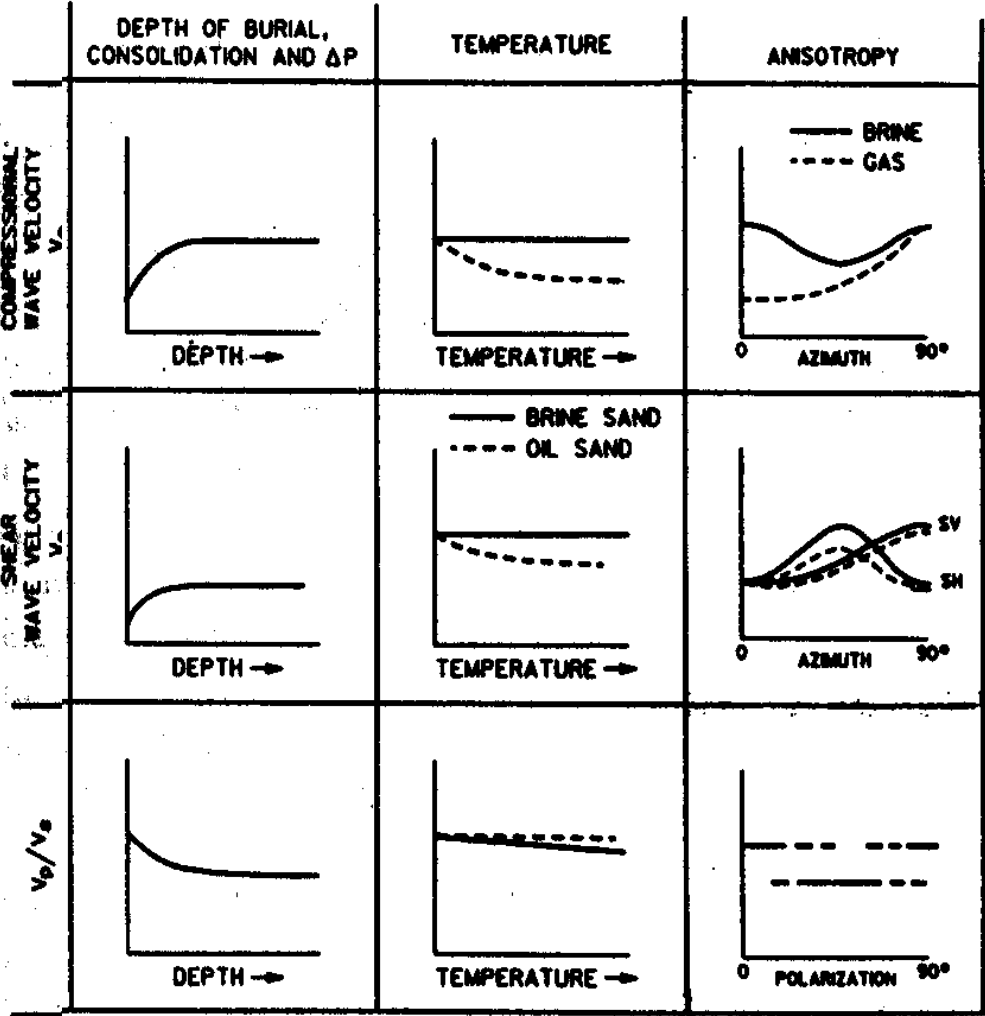 DEPTH OF BURIAL,
CONSOLIDATION AND ΔP
TEMPERATURE
ANISOTROPY
COMPRESSIONAL
WAVE VELOCITY
DEPTH
TEMPERATURE
BRINE
GAS
0
AZIMUTH
90°
SHEAR
WAVE VELOCITY
DEPTH
BRINE SAND
OIL SAND
TEMPERATURE
SV
SH
0
AZIMUTH
90°
Vp/Vs
DEPTH
TEMPERATURE
0
POLARIZATION
90°